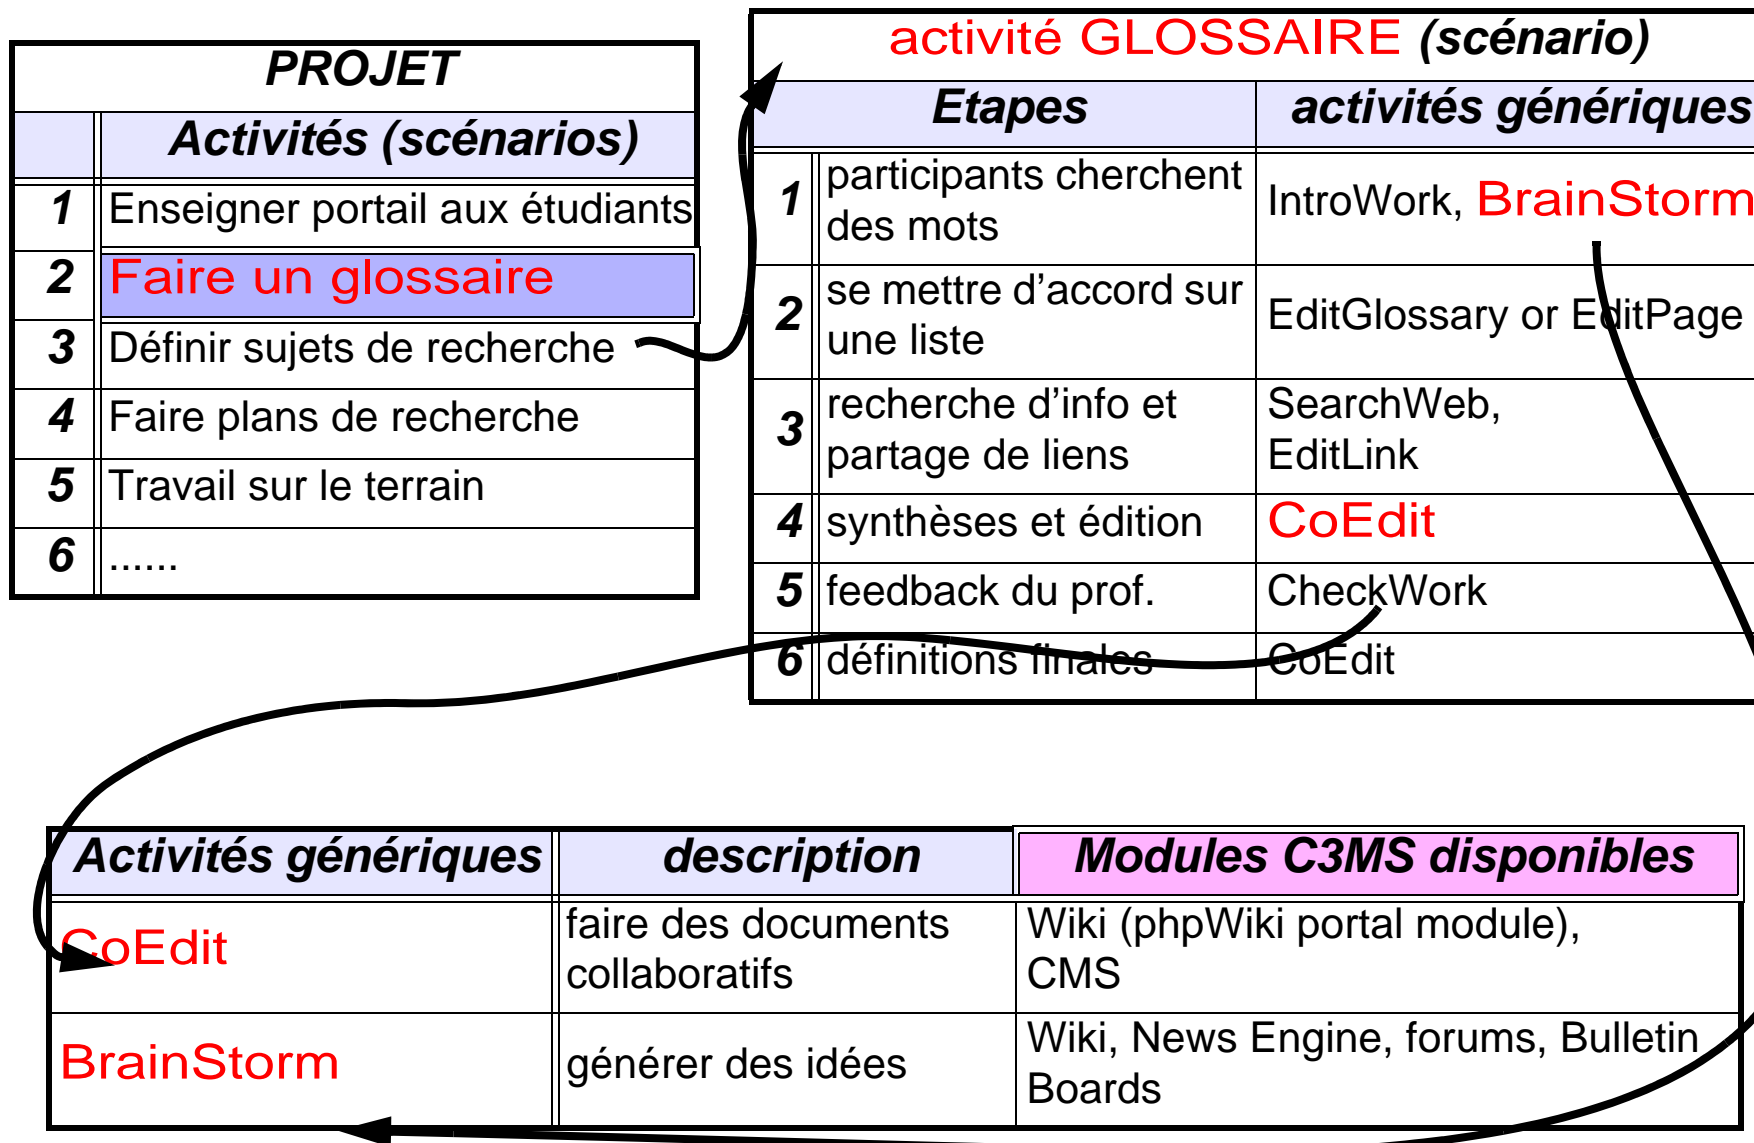 PROJET
Activités (scénarios)
1 Enseigner portail aux étudiants
2 Faire un glossaire
3 Définir sujets de recherche
4 Faire plans de recherche
5 Travail sur le terrain
6 ......
activité GLOSSAIRE (scénario)
Etapes activités génériques
1 participants cherchent
des mots
IntroWork, BrainStorm
2 se mettre d'accord sur
une liste
EditGlossary or EditPage
3 recherche d'info et
partage de liens
SearchWeb,
EditLink
4 synthèses et édition CoEdit
5 feedback du prof. CheckWork
6 définitions finales CoEdit
Activités génériques description Modules C3MS disponibles
CoEdit
faire des documents
collaboratifs
Wiki (phpWiki portal module),
CMS
BrainStorm
générer des idées
Wiki, News Engine, forums, Bulletin
Boards